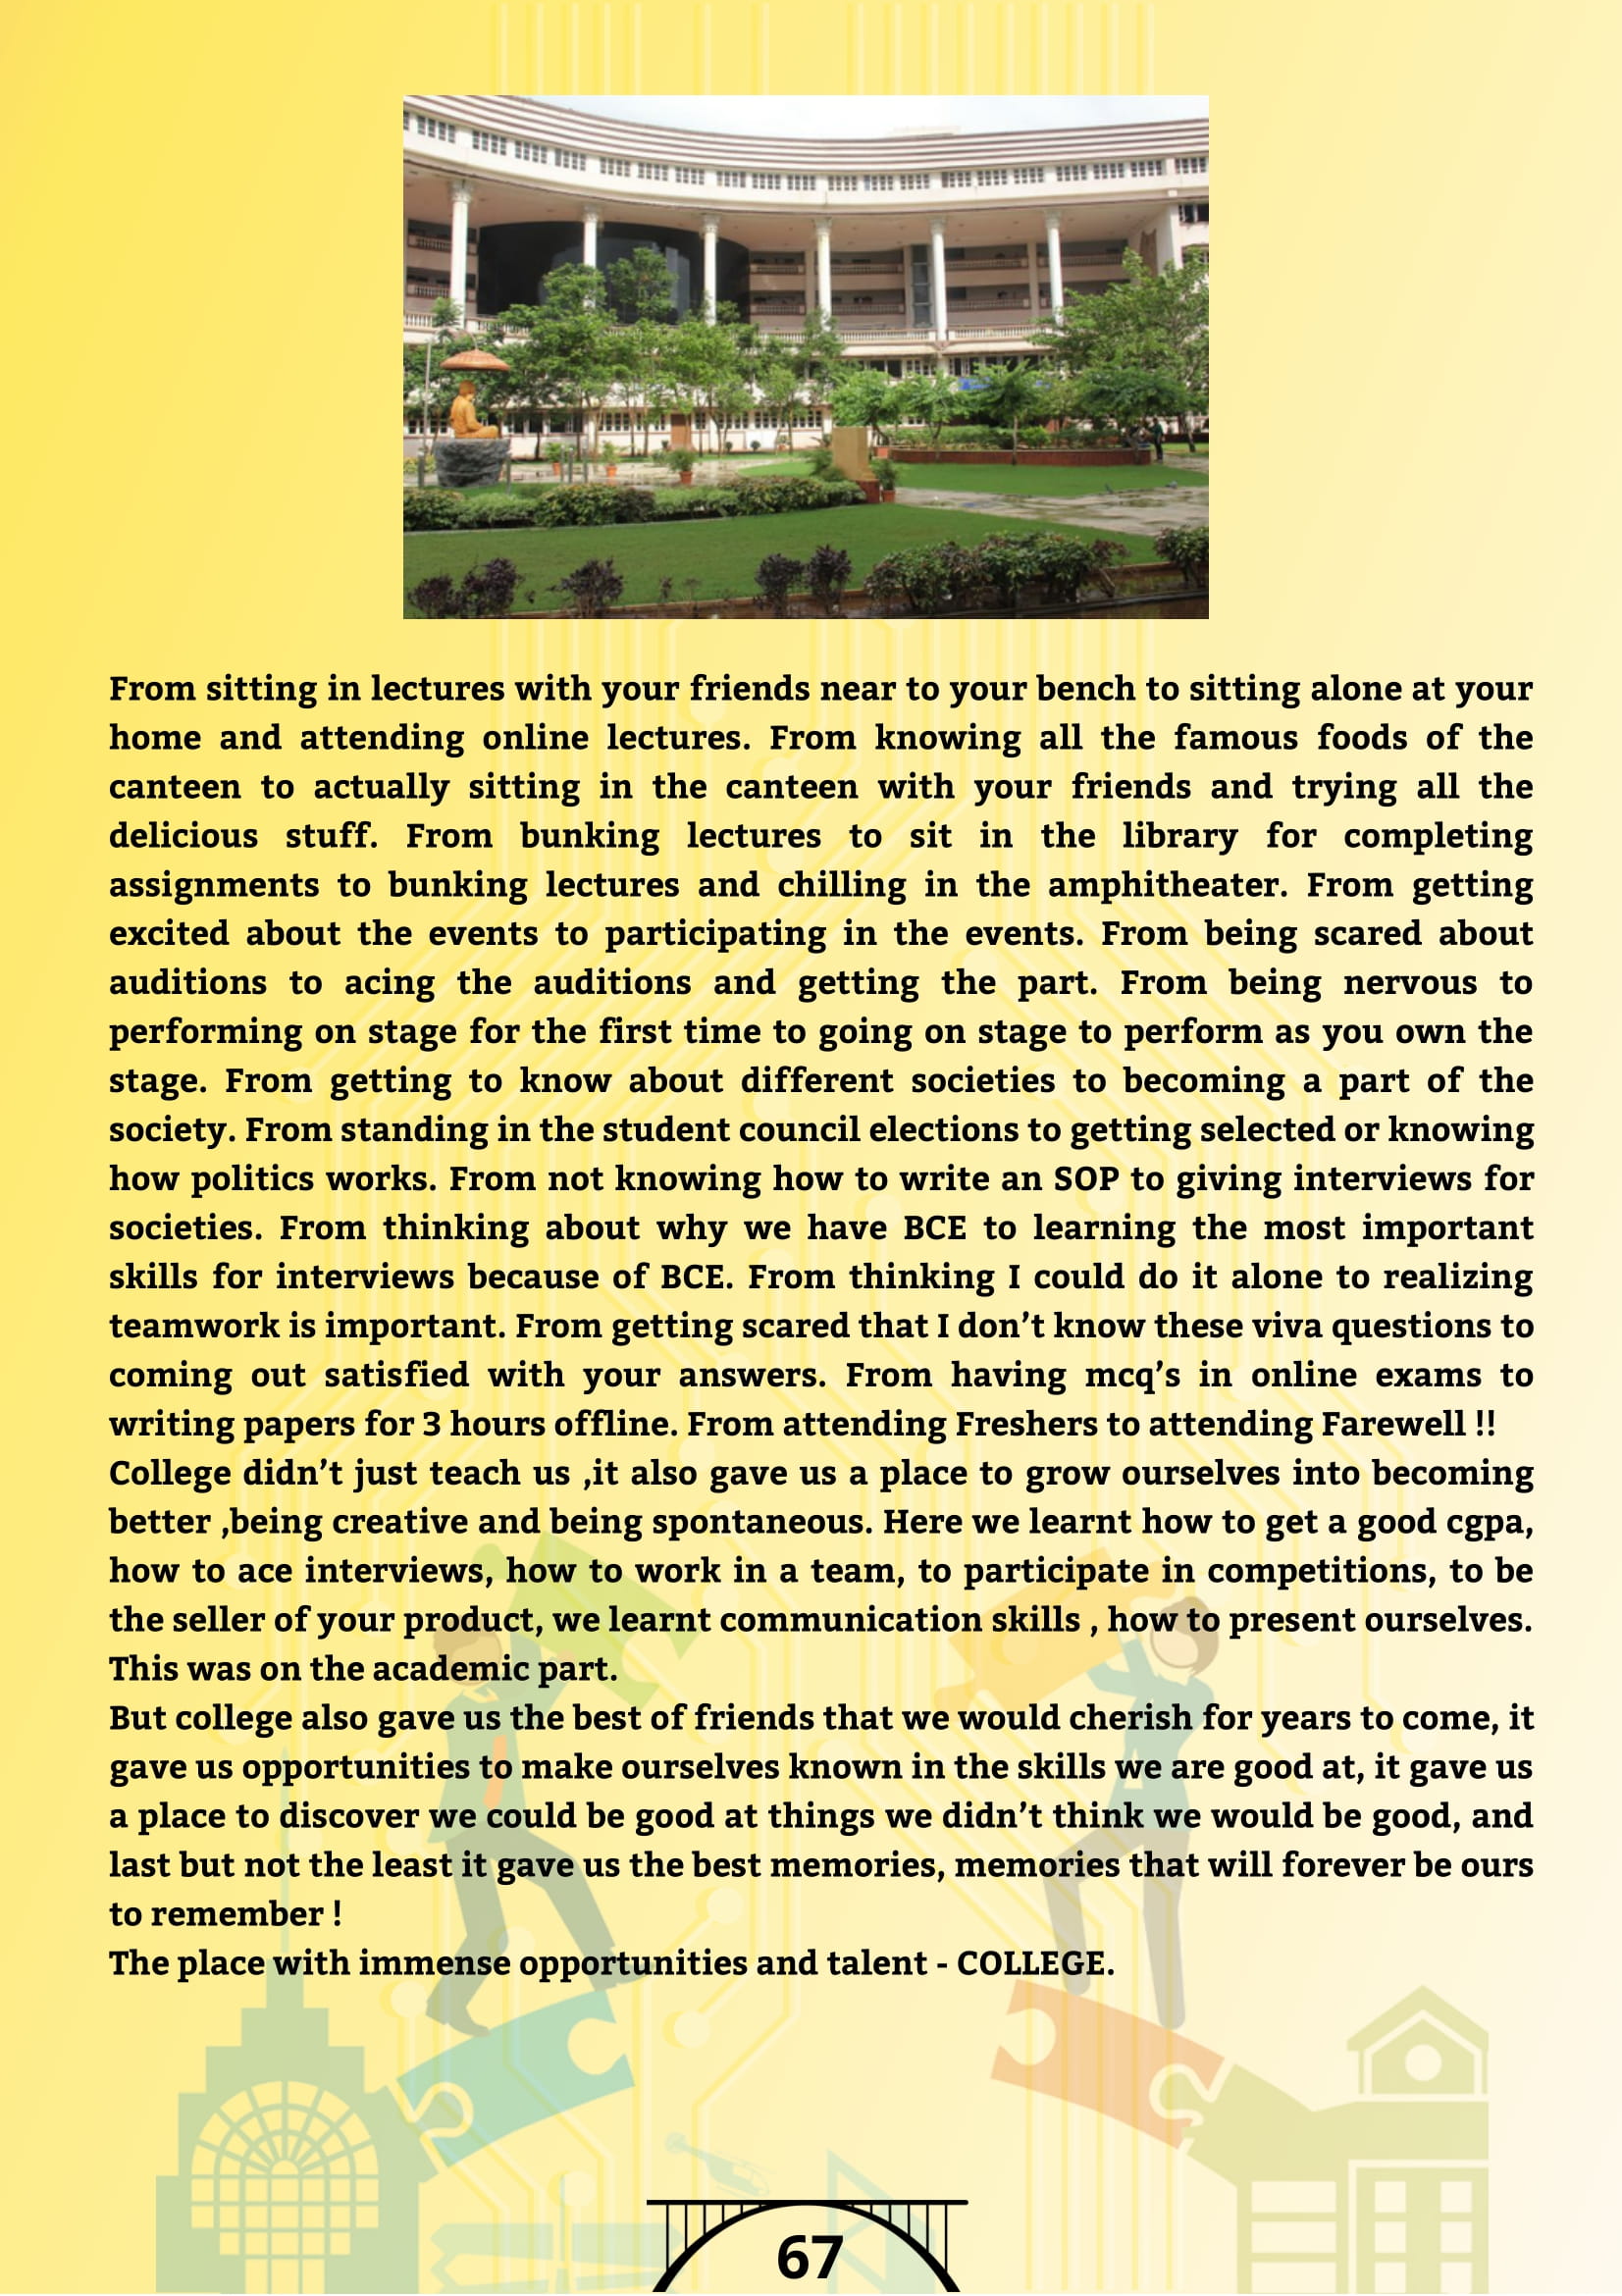 From sitting in lectures with your friends near to your bench to sitting alone at your
home and attending online lectures. From knowing all the famous foods of the
canteen to actually sitting in the canteen with your friends and trying all the
delicious stuff. From bunking lectures to sit in the library for completing
assignments to bunking lectures and chilling in the amphitheater. From getting
excited about the events to participating in the events. From being scared about
auditions to acing the auditions and getting the part. From being nervous to
performing on stage for the first time to going on stage to perform as you own the
stage. From getting to know about different societies to becoming a part of the
society. From standing in the student council elections to getting selected or knowing
how politics works. From not knowing how to write an SOP to giving interviews for
societies. From thinking about why we have BCE to learning the most important
skills for interviews because of BCE. From thinking I could do it alone to realizing
teamwork is important. From getting scared that I don’t know these viva questions to
coming out satisfied with your answers. From having mcq’s in online exams to
writing papers for 3 hours offline. From attending Freshers to attending Farewell !!
College didn’t just teach us ,it also gave us a place to grow ourselves into becoming
better ,being creative and being spontaneous. Here we learnt how to get a good cgpa,
how to ace interviews, how to work in a team, to participate in competitions, to be
the seller of your product, we learnt communication skills , how to present ourselves.
This was on the academic part.
But college also gave us the best of friends that we would cherish for years to come, it
gave us opportunities to make ourselves known in the skills we are good at, it gave us
a place to discover we could be good at things we didn’t think we would be good, and
last but not the least it gave us the best memories, memories that will forever be ours
to remember !
The place with immense opportunities and talent - COLLEGE.
67